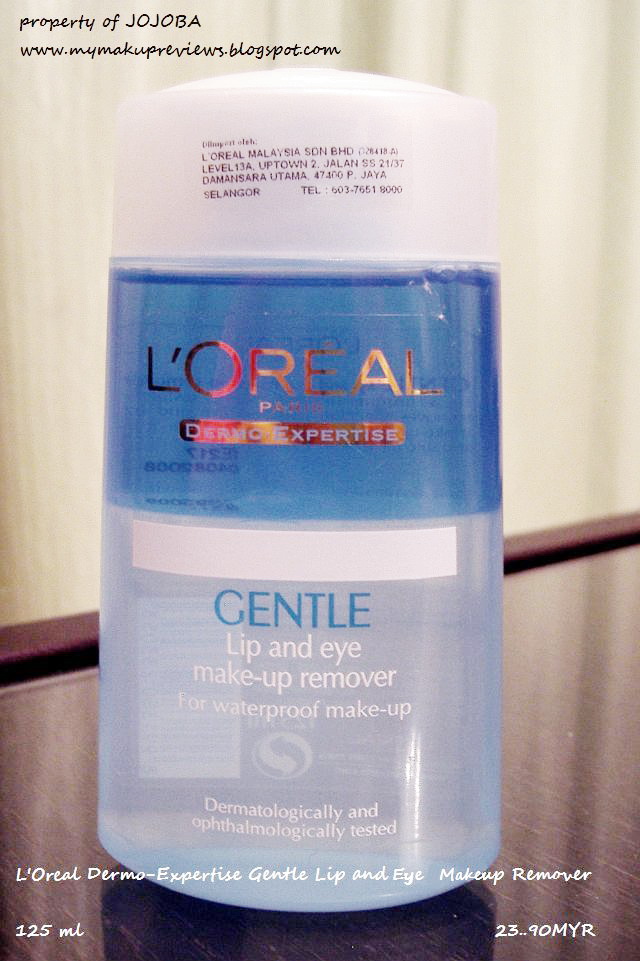 property of JOJOBA
www.mymakupreviews.blogspot.com
Diimport oleh:
L'OREAL MALAYSIA SDN BHD (328418-A)
LEVEL13A, UPTOWN 2, JALAN SS 21/37
DAMANSARA UTAMA, 47400 P. JAYA
SELANGOR TEL : 603-7651 8000
L'ORÉAL
PARIS
DERMO-EXPERTISE
GENTLE
Lip and eye
make-up remover
For waterproof make-up
Dermatologically and
ophthalmologically tested
L'Oreal Dermo-Expertise Gentle Lip and Eye Makeup Remover
125 ml 23..90MYR